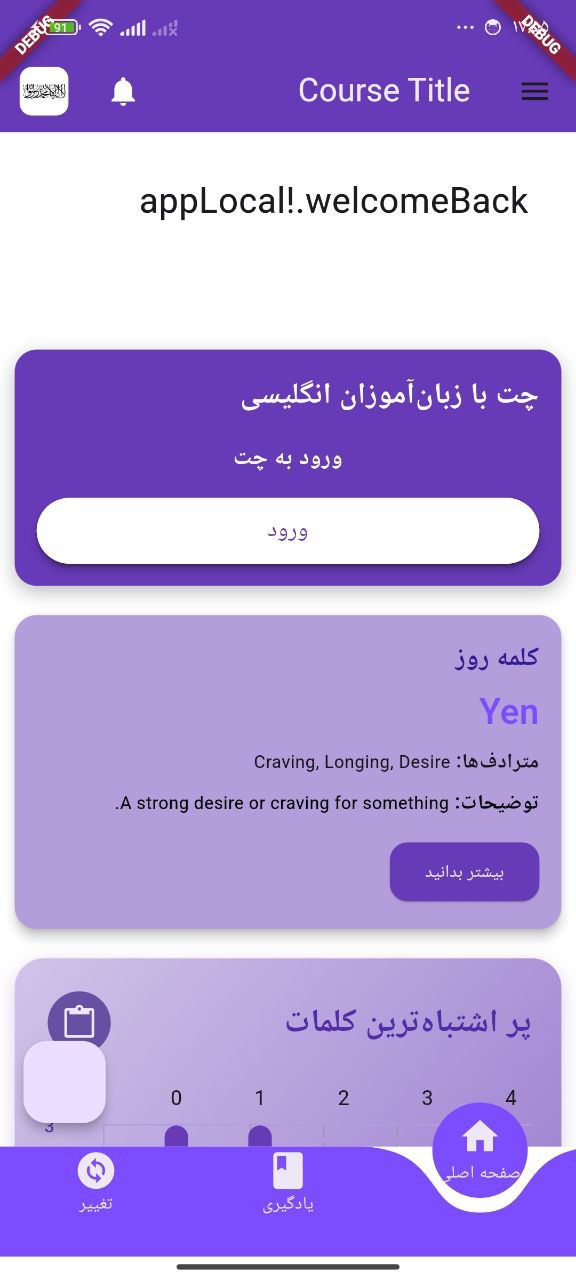 DEBUG
91
DEBUG
Course Title
appLocal!.welcomeBack
چت با زبان‌آموزان انگلیسی
ورود به چت
ورود
کلمه روز
Yen
مترادف‌ها: Craving, Longing, Desire
توضیحات: A strong desire or craving for something.
بیشتر بدانید
پر اشتباه‌ترین کلمات
0 1 2 3 4
3
صفحه اصلی
یادگیری
تغییر